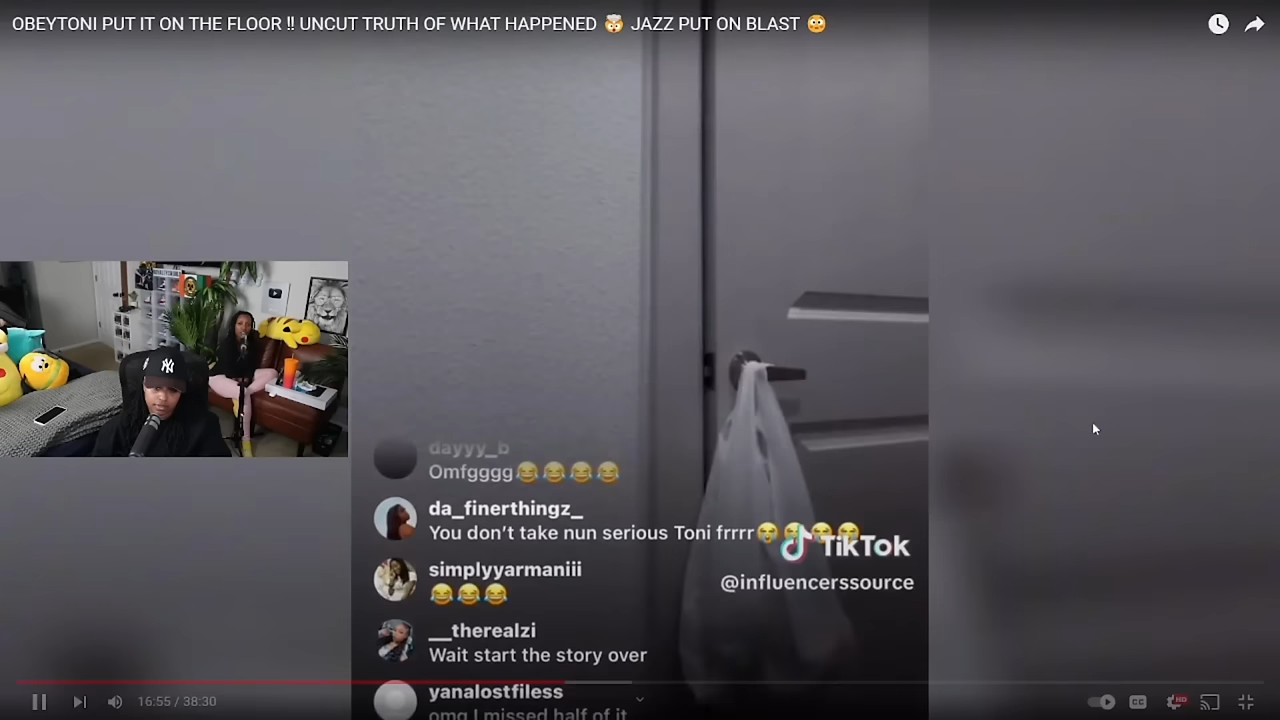 OBEYTONI PUT IT ON THE FLOOR ‼ UNCUT TRUTH OF WHAT HAPPENED 🤯 JAZZ PUT ON BLAST 😳
dayyy_b
Omfgggg😂😂😂😂
da_finerthingz_
You don’t take nun serious Toni frrrr😭😭😭😭
TikTok
@influencerssource
simplyyarmaniii
😂😂😂
__therealzi
Wait start the story over
yanalostfiless
omg I missed half of it
16:55 / 38:30
CC
HD